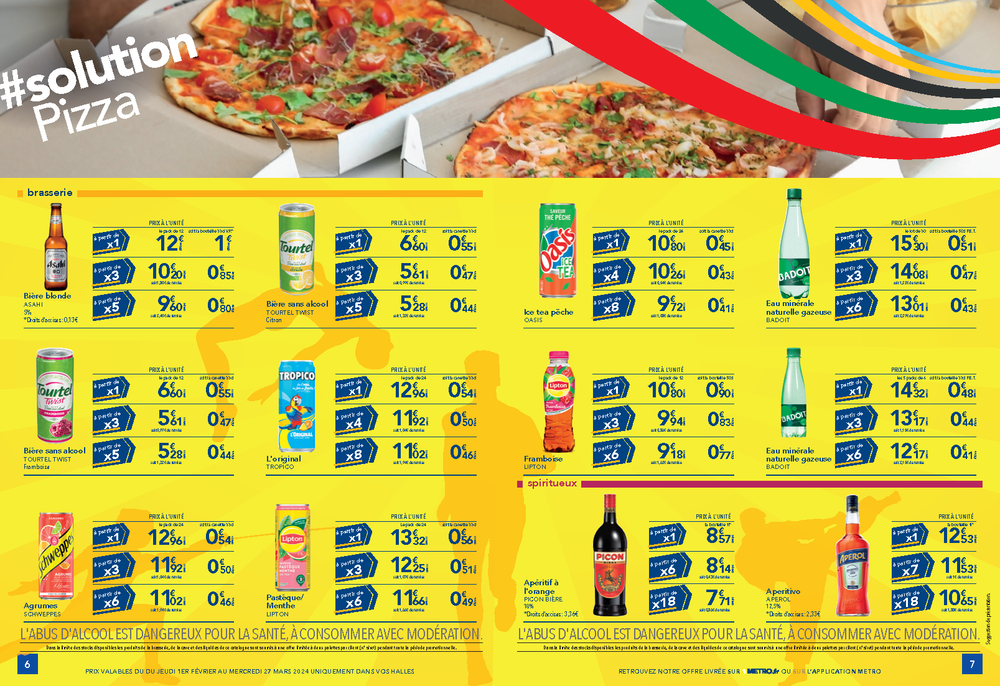 #solution
Pizza
brasserie
Bière blonde
ASAHI
5%
*Droits d'accises : 0,13€
PRIX À L'UNITÉ
le pack de 12 soit la bouteille 33cl VP*
à partir de x1 12€ 1€
à partir de x3 10€20 0€85
soit 1,80€ de remise
à partir de x5 9€60 0€80
soit 2,40€ de remise
Bière sans alcool
TOURTEL TWIST
Citron
PRIX À L'UNITÉ
le pack de 12 soit la canette 33cl
à partir de x1 6€60 0€55
à partir de x3 5€61 0€47
soit 0,99€ de remise
à partir de x5 5€28 0€44
soit 1,32€ de remise
SAVEUR
THÉ PÊCHE
Oasis
ICE
TEA
Ice tea pêche
OASIS
PRIX À L'UNITÉ
le pack de 24 soit la canette 33cl
à partir de x1 10€80 0€45
à partir de x4 10€26 0€43
soit 0,54€ de remise
à partir de x8 9€72 0€41
soit 1,08€ de remise
BADOIT
Eau minérale
naturelle gazeuse
BADOIT
PRIX À L'UNITÉ
le lot de 30 soit la bouteille 50cl P.E.T.
à partir de x1 15€30 0€51
à partir de x3 14€08 0€47
soit 1,22€ de remise
à partir de x6 13€01 0€43
soit 2,29€ de remise
Tourtel
Twist
FRAMBOISE
Bière sans alcool
TOURTEL TWIST
Framboise
PRIX À L'UNITÉ
le pack de 12 soit la canette 33cl
à partir de x1 6€60 0€55
à partir de x3 5€61 0€47
soit 0,99€ de remise
à partir de x5 5€28 0€44
soit 1,32€ de remise
TROPICO
L'ORIGINAL
L'original
TROPICO
PRIX À L'UNITÉ
le pack de 24 soit la canette 33cl
à partir de x1 12€96 0€54
à partir de x4 11€92 0€50
soit 1,04€ de remise
à partir de x8 11€02 0€46
soit 1,94€ de remise
Lipton
Framboise
Framboise
LIPTON
PRIX À L'UNITÉ
le pack de 12 soit la bouteille 50cl
à partir de x1 10€80 0€90
à partir de x3 9€94 0€83
soit 0,86€ de remise
à partir de x6 9€18 0€77
soit 1,62€ de remise
BADOIT
Eau minérale
naturelle gazeuse
BADOIT
PRIX À L'UNITÉ
les 5 packs de 6 soit la bouteille 33cl P.E.T.
à partir de x1 14€32 0€48
à partir de x3 13€17 0€44
soit 1,15€ de remise
à partir de x6 12€17 0€41
soit 2,15€ de remise
AGRUMES
Schweppes
AGRUMES
Agrumes
SCHWEPPES
PRIX À L'UNITÉ
le pack de 24 soit la canette 33cl
à partir de x1 12€96 0€54
à partir de x3 11€92 0€50
soit 1,04€ de remise
à partir de x6 11€02 0€46
soit 1,94€ de remise
Lipton
SAVEUR
PASTÈQUE
MENTHE
Pastèque/
Menthe
LIPTON
PRIX À L'UNITÉ
Le pack de 24 soit la canette 33cl
à partir de x1 13€32 0€56
à partir de x3 12€25 0€51
soit 1,07€ de remise
à partir de x6 11€66 0€49
soit 1,66€ de remise
spiritueux
PICON
BIÈRE
Apéritif à
l'orange
PICON BIÈRE
18%
*Droits d'accises : 3,36€
PRIX À L'UNITÉ
la bouteille 1l*
à partir de x1 8€57
à partir de x6 8€14
soit 0,43€ de remise
à partir de x18 7€71
soit 0,86€ de remise
APEROL
Aperitivo
APEROL
12,5%
*Droits d'accises : 2,33€
PRIX À L'UNITÉ
la bouteille 1l*
à partir de x1 12€53
à partir de x7 11€53
soit 1€ de remise
à partir de x18 10€65
soit 1,88€ de remise
Suggestion de présentation.
L'ABUS D'ALCOOL EST DANGEREUX POUR LA SANTÉ, À CONSOMMER AVEC MODÉRATION.
Dans la limite des stocks disponibles les produits de la brasserie, de la cave et des liquides de ce catalogue sont soumis à une offre limitée à deux palettes par client (n° siret) pendant toute la période promotionnelle.
6
PRIX VALABLES DU DU JEUDI 1ER FÉVRIER AU MERCREDI 27 MARS 2024 UNIQUEMENT DANS VOS HALLES
L'ABUS D'ALCOOL EST DANGEREUX POUR LA SANTÉ, À CONSOMMER AVEC MODÉRATION.
Dans la limite des stocks disponibles les produits de la brasserie, de la cave et des liquides de ce catalogue sont soumis à une offre limitée à deux palettes par client (n° siret) pendant toute la période promotionnelle.
RETROUVEZ NOTRE OFFRE LIVRÉE SUR METRO.fr OU SUR L'APPLICATION METRO
7